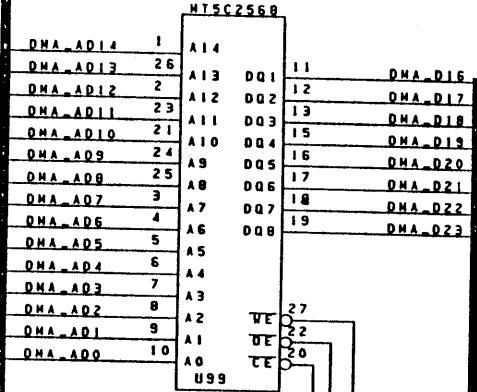 MT5C2568
DMA_AD14 1 A14
DMA_AD13 26 A13 DQ1 11 DMA_D16
DMA_AD12 2 A12 DQ2 12 DMA_D17
DMA_AD11 23 A11 DQ3 13 DMA_D18
DMA_AD10 21 A10 DQ4 15 DMA_D19
DMA_AD9 24 A9 DQ5 16 DMA_D20
DMA_AD8 25 A8 DQ6 17 DMA_D21
DMA_AD7 3 A7 DQ7 18 DMA_D22
DMA_AD6 4 A6 DQ8 19 DMA_D23
DMA_AD5 5 A5
DMA_AD4 6 A4
DMA_AD3 7 A3
DMA_AD2 8 A2 WE 27
DMA_AD1 9 A1 OE 22
DMA_AD0 10 A0 CE 20
U99